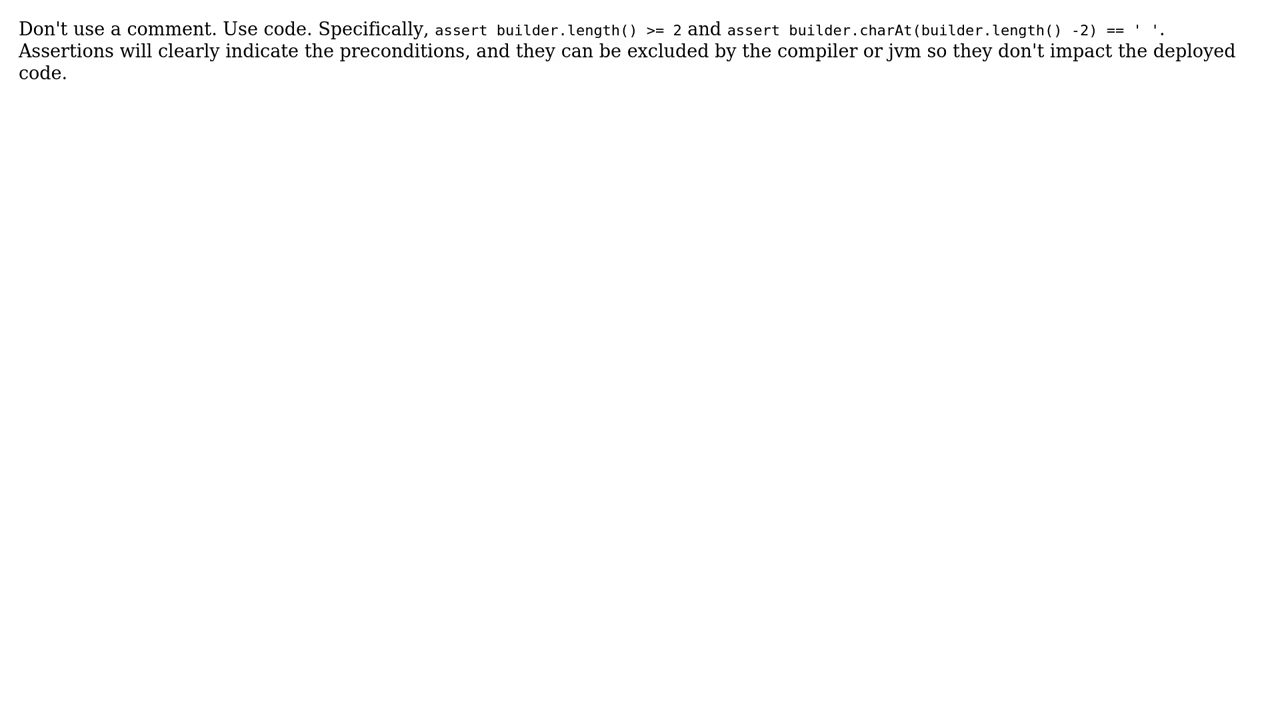 Don't use a comment. Use code. Specifically, assert builder.length() >= 2 and assert builder.charAt(builder.length() -2) == ' '.
Assertions will clearly indicate the preconditions, and they can be excluded by the compiler or jvm so they don't impact the deployed
code.